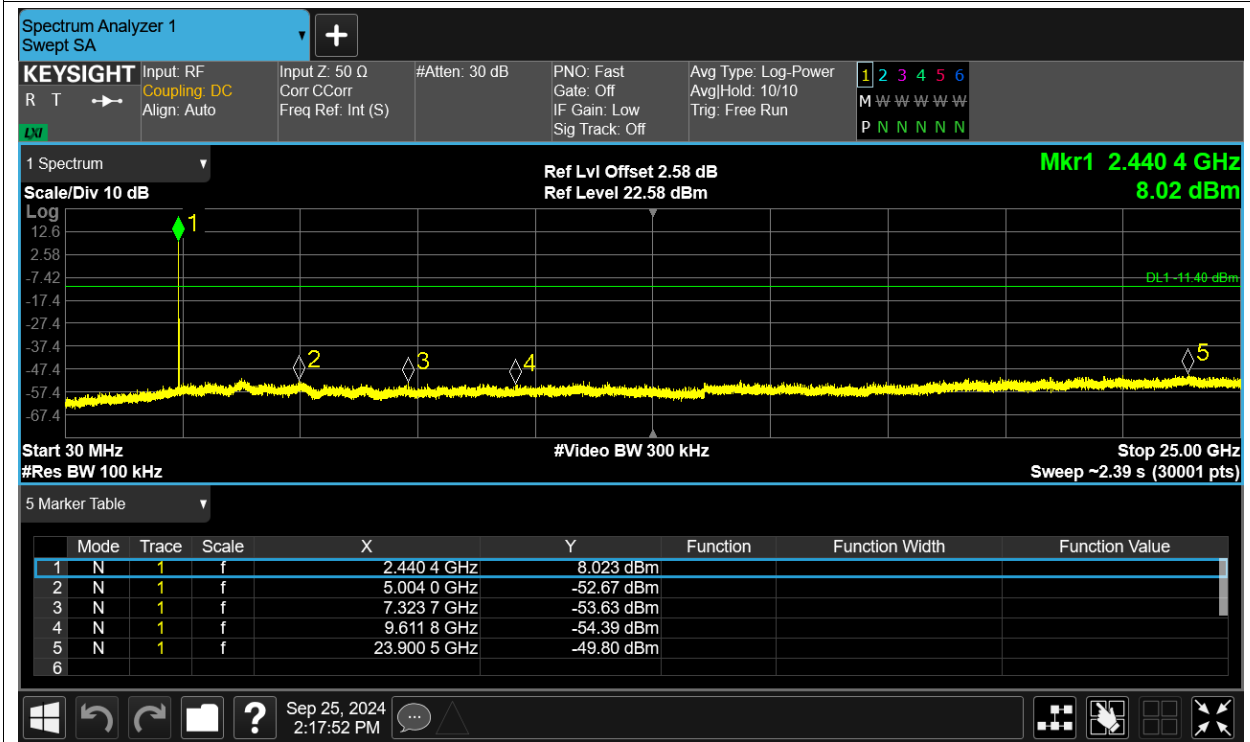 Spectrum Analyzer 1
Swept SA
KEYSIGHT
R T
LXI
Input: RF
Coupling: DC
Align: Auto
Input Z: 50 Ω
Corr CCorr
Freq Ref: Int (S)
#Atten: 30 dB
PNO: Fast
Gate: Off
IF Gain: Low
Sig Track: Off
Avg Type: Log-Power
Avg|Hold: 10/10
Trig: Free Run
1 2 3 4 5 6
M W W W W W
P N N N N N
1 Spectrum
Scale/Div 10 dB
Ref Lvl Offset 2.58 dB
Ref Level 22.58 dBm
Mkr1 2.440 4 GHz
8.02 dBm
Log
12.6
2.58
-7.42
-17.4
-27.4
-37.4
-47.4
-57.4
-67.4
1
2
3
4
5
DL1 -11.40 dBm
Start 30 MHz
#Res BW 100 kHz
#Video BW 300 kHz
Stop 25.00 GHz
Sweep ~2.39 s (30001 pts)
5 Marker Table
Mode Trace Scale X Y Function Function Width Function Value
1 N 1 f 2.440 4 GHz 8.023 dBm
2 N 1 f 5.004 0 GHz -52.67 dBm
3 N 1 f 7.323 7 GHz -53.63 dBm
4 N 1 f 9.611 8 GHz -54.39 dBm
5 N 1 f 23.900 5 GHz -49.80 dBm
6
?
Sep 25, 2024
2:17:52 PM